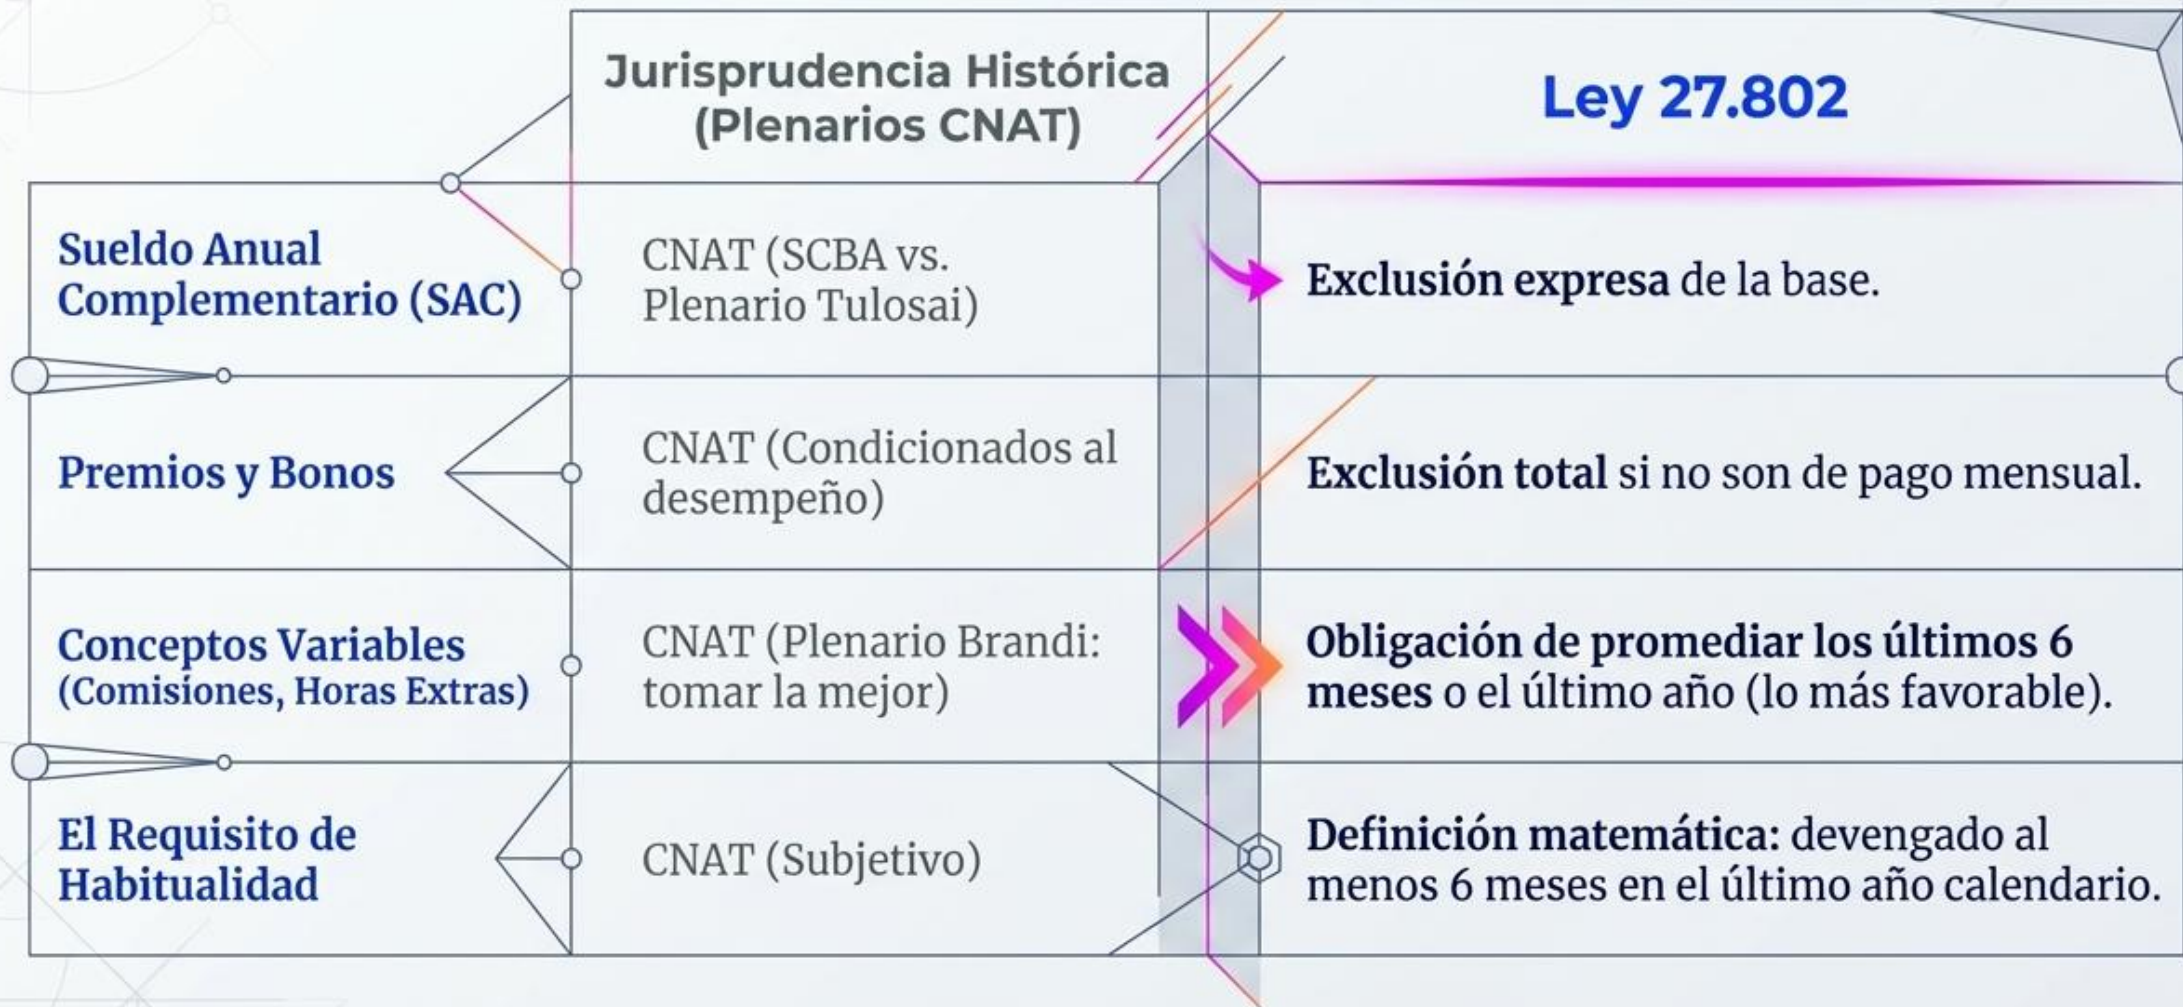 Jurisprudencia Histórica
(Plenarios CNAT)
Ley 27.802
Sueldo Anual
Complementario (SAC)
CNAT (SCBA vs.
Plenario Tulosai)
Exclusión expresa de la base.
Premios y Bonos
CNAT (Condicionados al
desempeño)
Exclusión total si no son de pago mensual.
Conceptos Variables
(Comisiones, Horas Extras)
CNAT (Plenario Brandi:
tomar la mejor)
Obligación de promediar los últimos 6
meses o el último año (lo más favorable).
El Requisito de
Habitualidad
CNAT (Subjetivo)
Definición matemática: devengado al
menos 6 meses en el último año calendario.